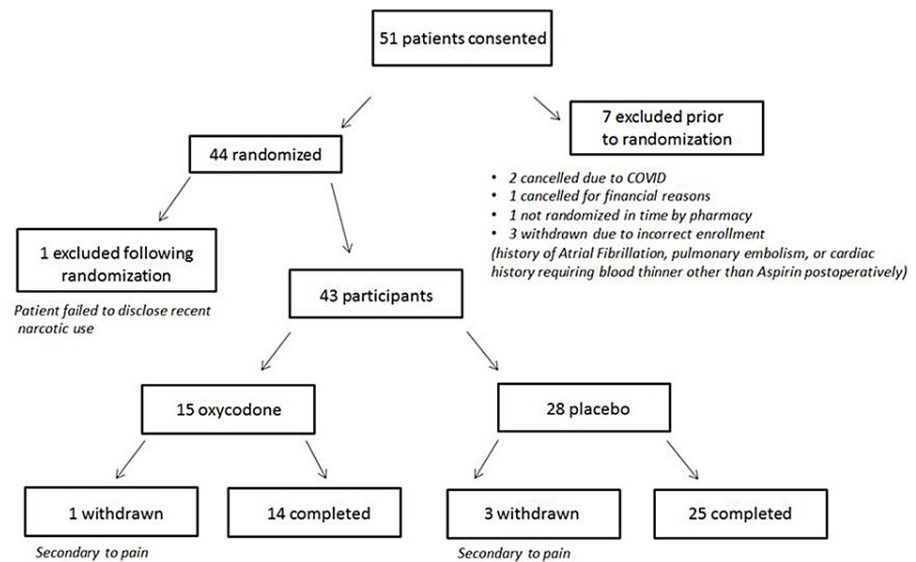 51 patients consented
7 excluded prior
to randomization
44 randomized
• 2 cancelled due to COVID
• 1 cancelled for financial reasons
• 1 not randomized in time by pharmacy
• 3 withdrawn due to incorrect enrollment
(history of Atrial Fibrillation, pulmonary embolism, or cardiac
history requiring blood thinner other than Aspirin postoperatively)
1 excluded following
randomization
Patient failed to disclose recent
narcotic use
43 participants
15 oxycodone
28 placebo
1 withdrawn
14 completed
3 withdrawn
25 completed
Secondary to pain
Secondary to pain